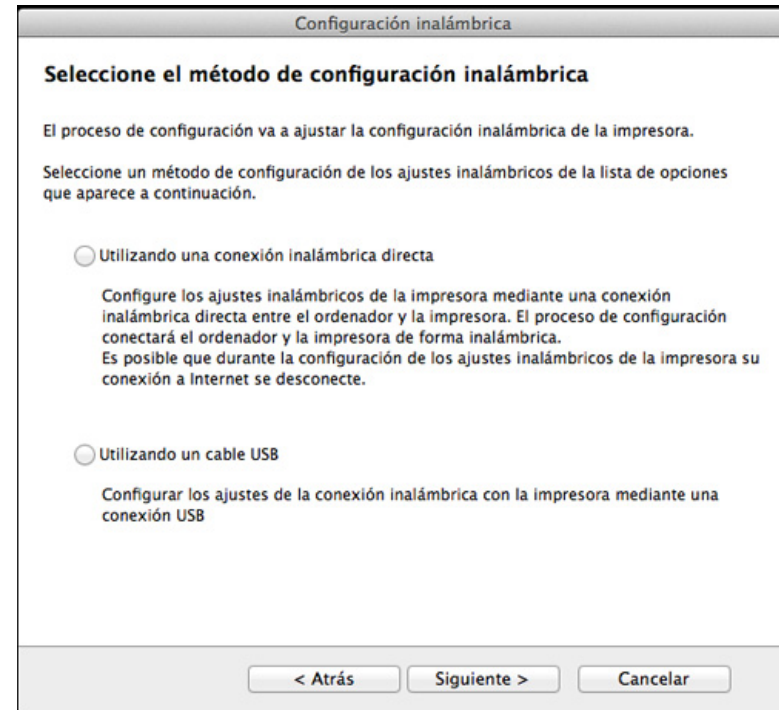 Configuración inalámbrica
Seleccione el método de configuración inalámbrica
El proceso de configuración va a ajustar la configuración inalámbrica de la impresora.
Seleccione un método de configuración de los ajustes inalámbricos de la lista de opciones
que aparece a continuación.
Utilizando una conexión inalámbrica directa
Configure los ajustes inalámbricos de la impresora mediante una conexión
inalámbrica directa entre el ordenador y la impresora. El proceso de configuración
conectará el ordenador y la impresora de forma inalámbrica.
Es posible que durante la configuración de los ajustes inalámbricos de la impresora su
conexión a Internet se desconecte.
Utilizando un cable USB
Configurar los ajustes de la conexión inalámbrica con la impresora mediante una
conexión USB
< Atrás Siguiente > Cancelar